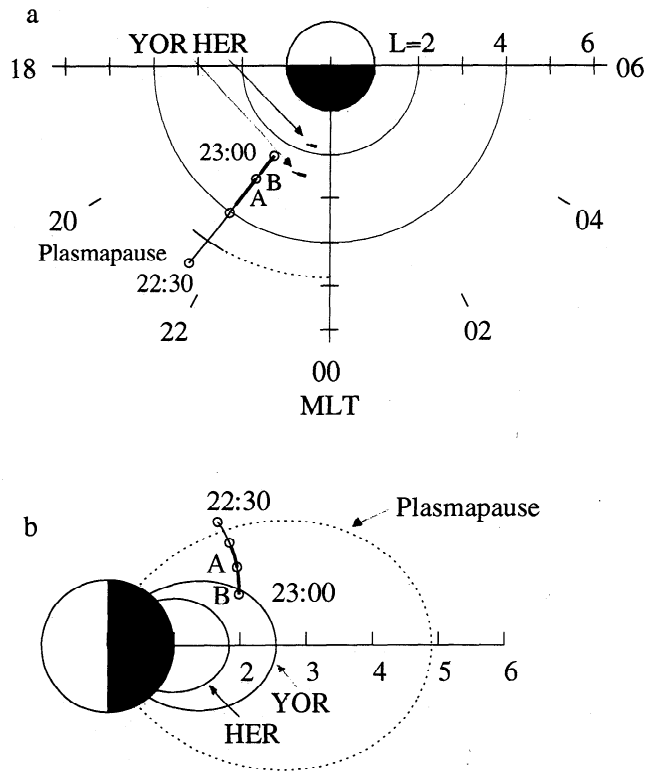 a
YOR HER L=2 4 6
18 06
23:00
B
A
20 04
Plasmapause
22:30
22 02
00
MLT
b
22:30
Plasmapause
A
B 23:00
2 3 4 5 6
YOR
HER